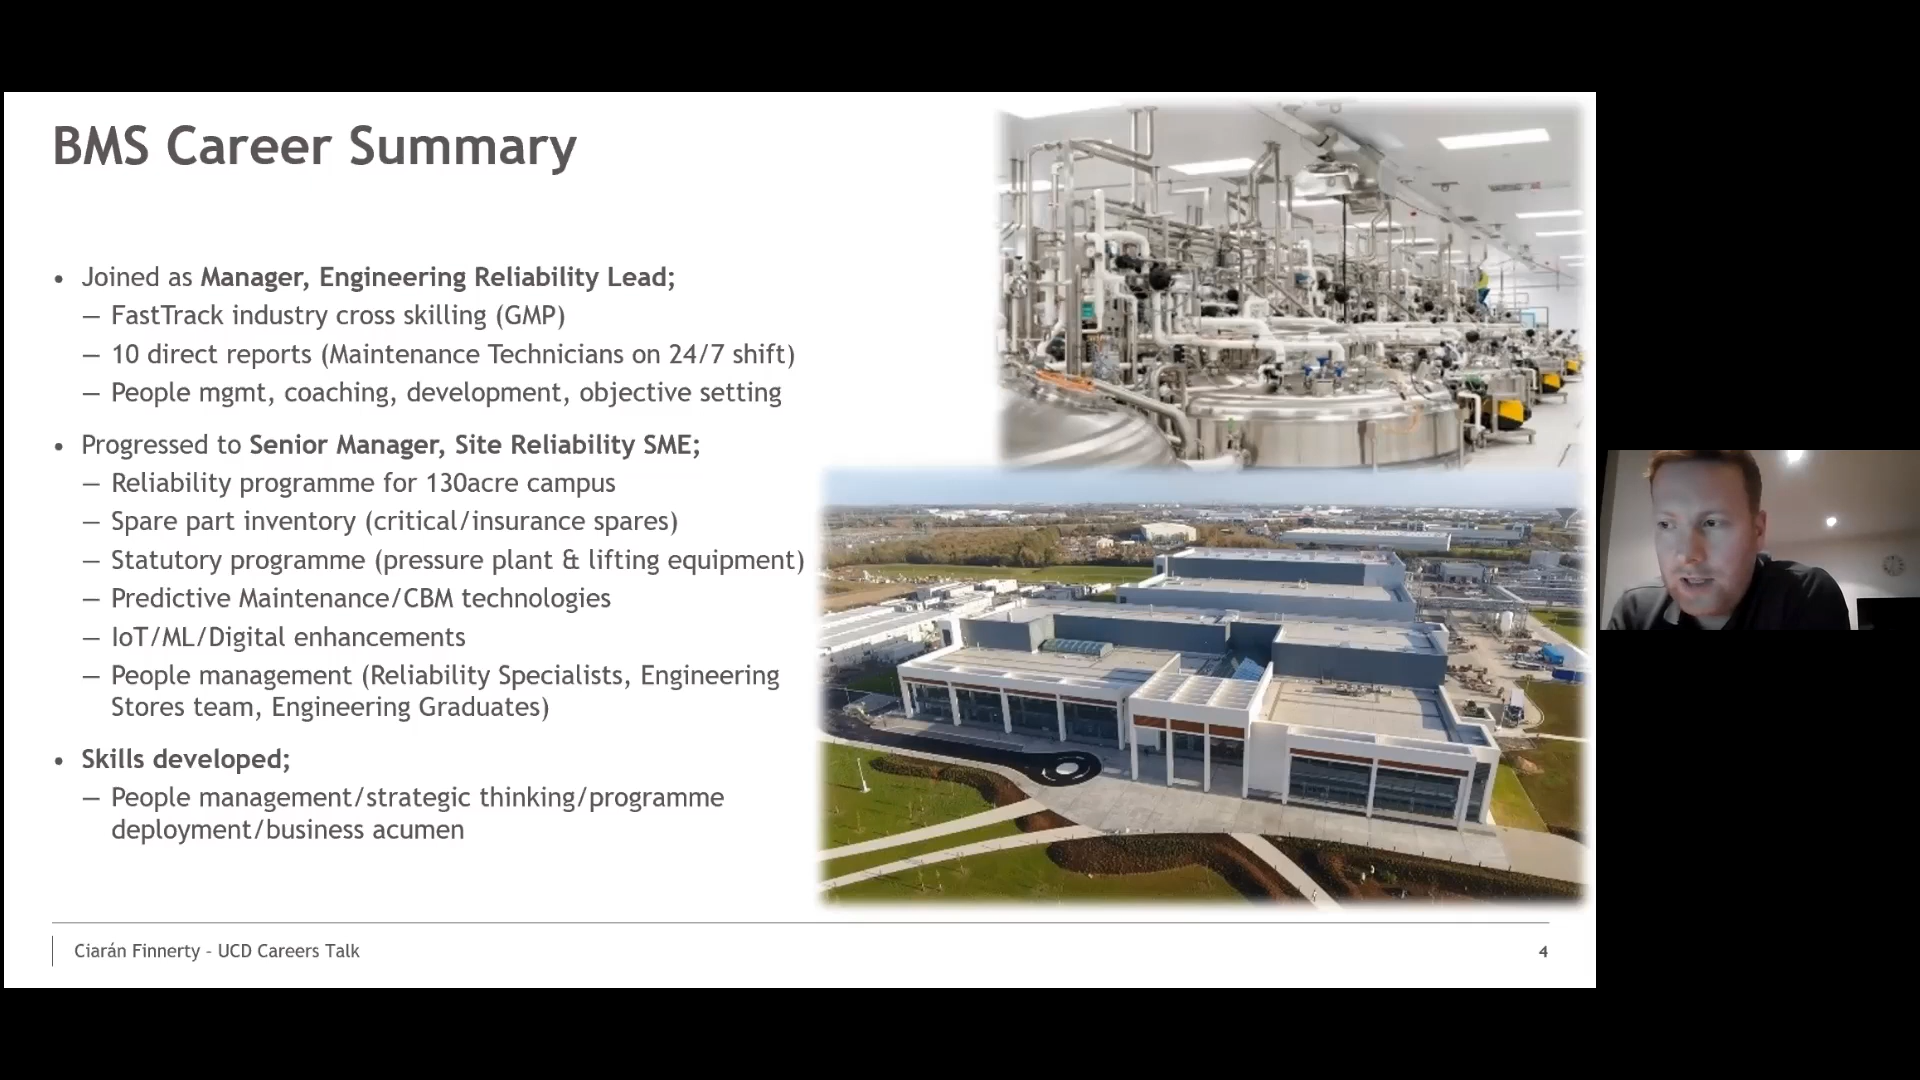 BMS Career Summary
• Joined as Manager, Engineering Reliability Lead;
— FastTrack industry cross skilling (GMP)
— 10 direct reports (Maintenance Technicians on 24/7 shift)
— People mgmt, coaching, development, objective setting
• Progressed to Senior Manager, Site Reliability SME;
— Reliability programme for 130acre campus
— Spare part inventory (critical/insurance spares)
— Statutory programme (pressure plant & lifting equipment)
— Predictive Maintenance/CBM technologies
— IoT/ML/Digital enhancements
— People management (Reliability Specialists, Engineering
Stores team, Engineering Graduates)
• Skills developed;
— People management/strategic thinking/programme
deployment/business acumen
Ciarán Finnerty - UCD Careers Talk
4